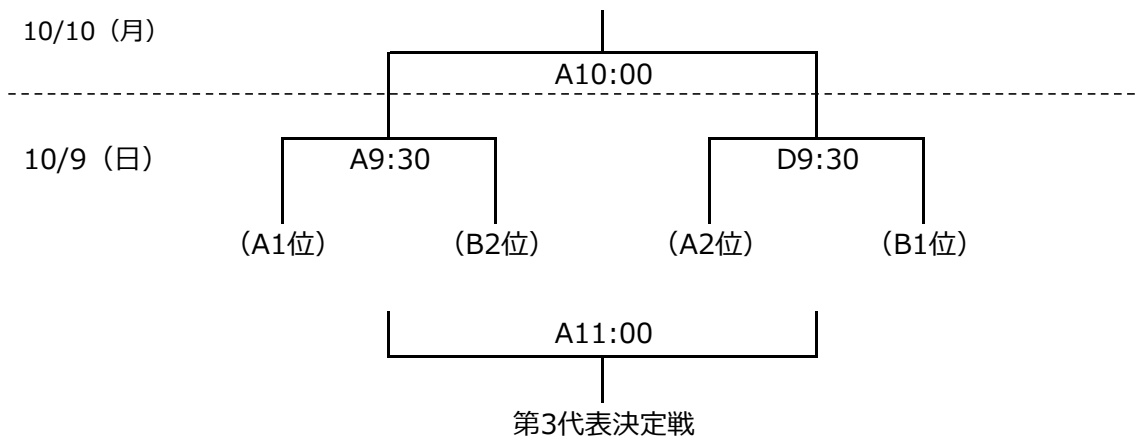 10/10（月）
A10:00
10/9（日）
A9:30
D9:30
（A1位）
（B2位）
（A2位）
（B1位）
A11:00
第3代表決定戦